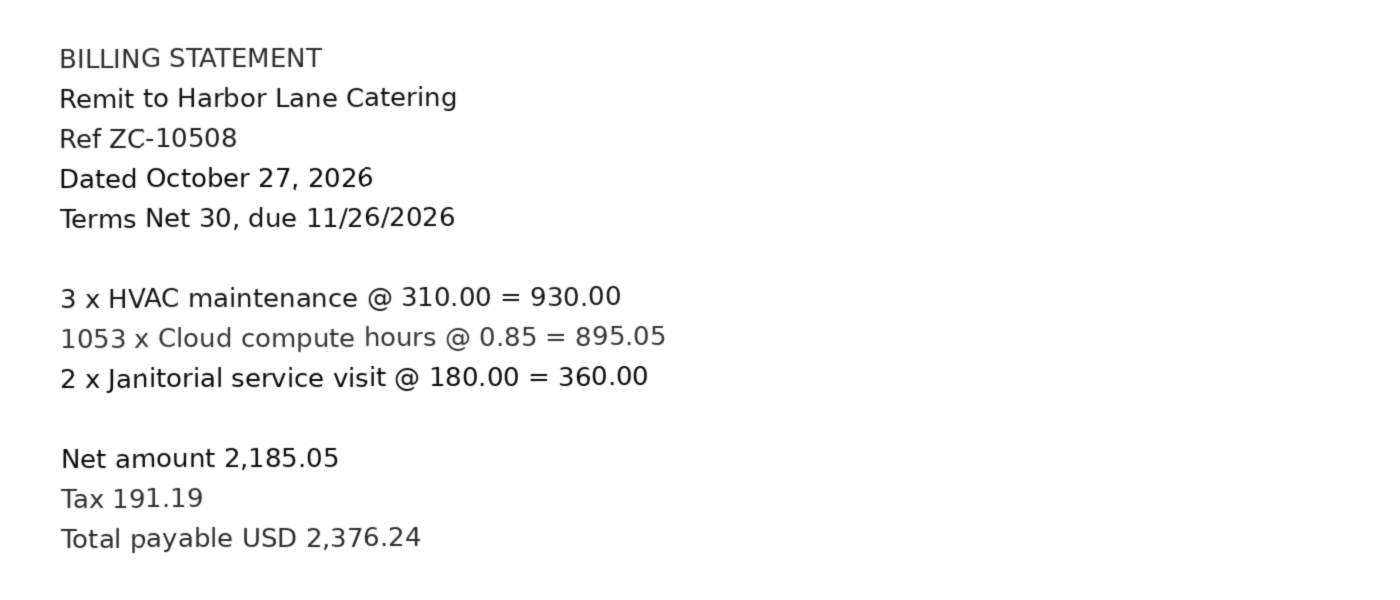 BILLING STATEMENT
Remit to Harbor Lane Catering
Ref ZC-10508
Dated October 27, 2026
Terms Net 30, due 11/26/2026
3 x HVAC maintenance @ 310.00 = 930.00
1053 x Cloud compute hours @ 0.85 = 895.05
2 x Janitorial service visit @ 180.00 = 360.00
Net amount 2,185.05
Tax 191.19
Total payable USD 2,376.24